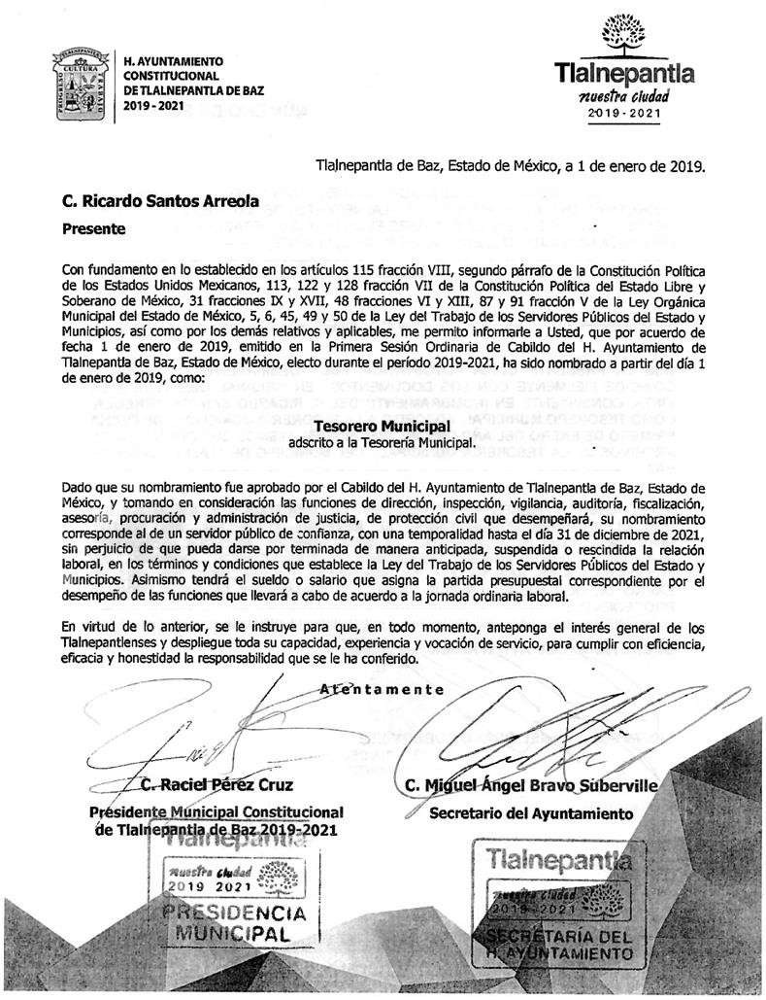 TLALNEPANTLA
CULTURA
PROGRESO
TRABAJO
H. AYUNTAMIENTO
CONSTITUCIONAL
DE TLALNEPANTLA DE BAZ
2019 - 2021
Tlalnepantla
nuestra ciudad
2019 - 2021
Tlalnepantla de Baz, Estado de México, a 1 de enero de 2019.
C. Ricardo Santos Arreola
Presente
Con fundamento en lo establecido en los artículos 115 fracción VIII, segundo párrafo de la Constitución Política
de los Estados Unidos Mexicanos, 113, 122 y 128 fracción VII de la Constitución Política del Estado Libre y
Soberano de México, 31 fracciones IX y XVII, 48 fracciones VI y XIII, 87 y 91 fracción V de la Ley Orgánica
Municipal del Estado de México, 5, 6, 45, 49 y 50 de la Ley del Trabajo de los Servidores Públicos del Estado y
Municipios, así como por los demás relativos y aplicables, me permito informarle a Usted, que por acuerdo de
fecha 1 de enero de 2019, emitido en la Primera Sesión Ordinaria de Cabildo del H. Ayuntamiento de
Tlalnepantla de Baz, Estado de México, electo durante el período 2019-2021, ha sido nombrado a partir del día 1
de enero de 2019, como:
Tesorero Municipal
adscrito a la Tesorería Municipal.
Dado que su nombramiento fue aprobado por el Cabildo del H. Ayuntamiento de Tlalnepantla de Baz, Estado de
México, y tomando en consideración las funciones de dirección, inspección, vigilancia, auditoría, fiscalización,
asesoría, procuración y administración de justicia, de protección civil que desempeñará, su nombramiento
corresponde al de un servidor público de confianza, con una temporalidad hasta el día 31 de diciembre de 2021,
sin perjuicio de que pueda darse por terminada de manera anticipada, suspendida o rescindida la relación
laboral, en los términos y condiciones que establece la Ley del Trabajo de los Servidores Públicos del Estado y
Municipios. Asimismo tendrá el sueldo o salario que asigna la partida presupuestal correspondiente por el
desempeño de las funciones que llevará a cabo de acuerdo a la jornada ordinaria laboral.
En virtud de lo anterior, se le instruye para que, en todo momento, anteponga el interés general de los
Tlalnepantlenses y despliegue toda su capacidad, experiencia y vocación de servicio, para cumplir con eficiencia,
eficacia y honestidad la responsabilidad que se le ha conferido.
Atentamente
C. Raciel Pérez Cruz
Presidente Municipal Constitucional
de Tlalnepantla de Baz 2019-2021
C. Miguel Ángel Bravo Suberville
Secretario del Ayuntamiento
Tlalnepantla
nuestra ciudad
2019 2021
PRESIDENCIA
MUNICIPAL
Tlalnepantla
nuestra ciudad
2019 - 2021
SECRETARÍA DEL
H. AYUNTAMIENTO